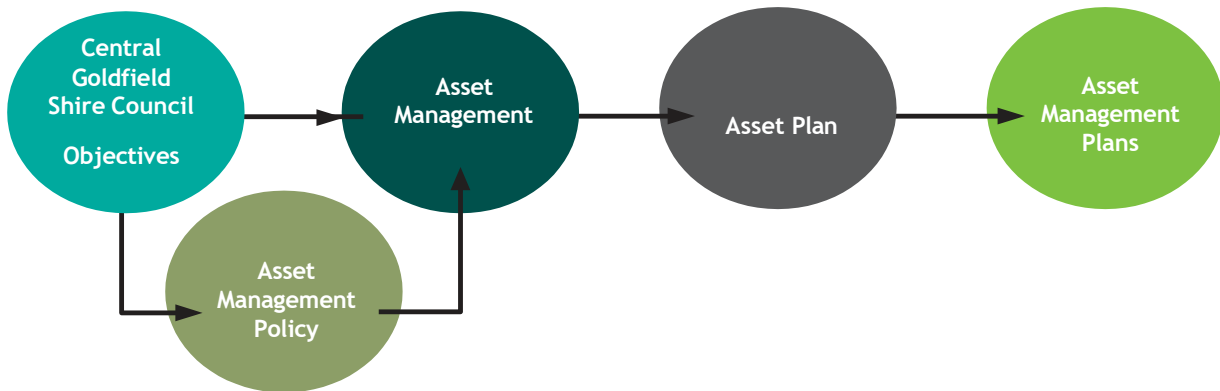 Central
Goldfield
Shire Council
Objectives
Asset
Management
Asset Plan
Asset
Management
Plans
Asset
Management
Policy